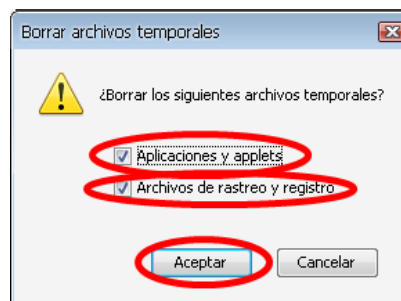 Borrar archivos temporales
¿Borrar los siguientes archivos temporales?
Aplicaciones y applets
Archivos de rastreo y registro
Aceptar
Cancelar